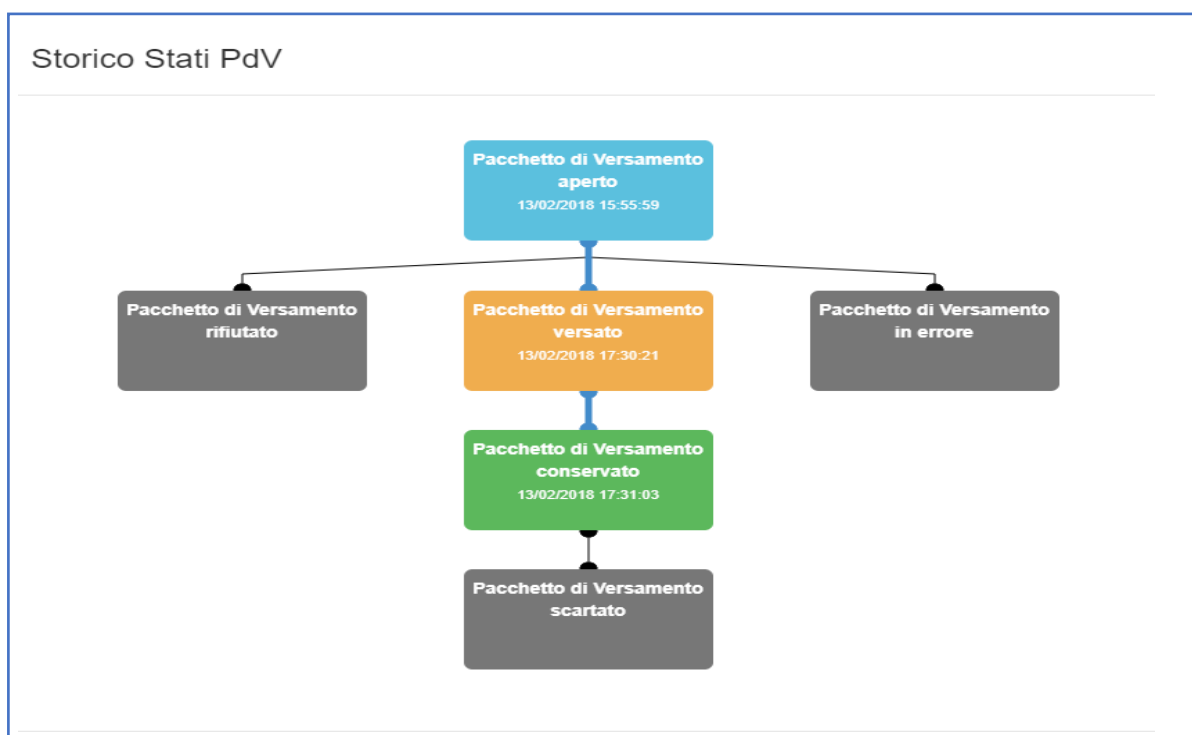 Storico Stati PdV
Pacchetto di Versamento
aperto
13/02/2018 15:55:59
Pacchetto di Versamento
rifiutato
Pacchetto di Versamento
versato
13/02/2018 17:30:21
Pacchetto di Versamento
in errore
Pacchetto di Versamento
conservato
13/02/2018 17:31:03
Pacchetto di Versamento
scartato